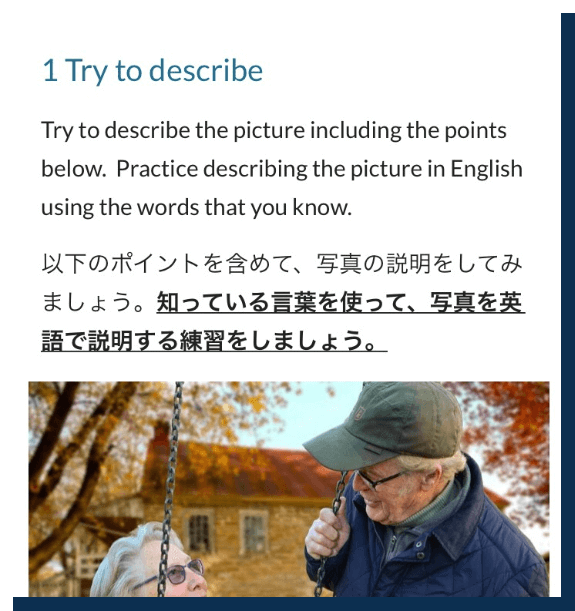 1 Try to describe
Try to describe the picture including the points
below. Practice describing the picture in English
using the words that you know.
以下のポイントを含めて、写真の説明をしてみ
ましょう。知っている言葉を使って、写真を英
語で説明する練習をしましょう。